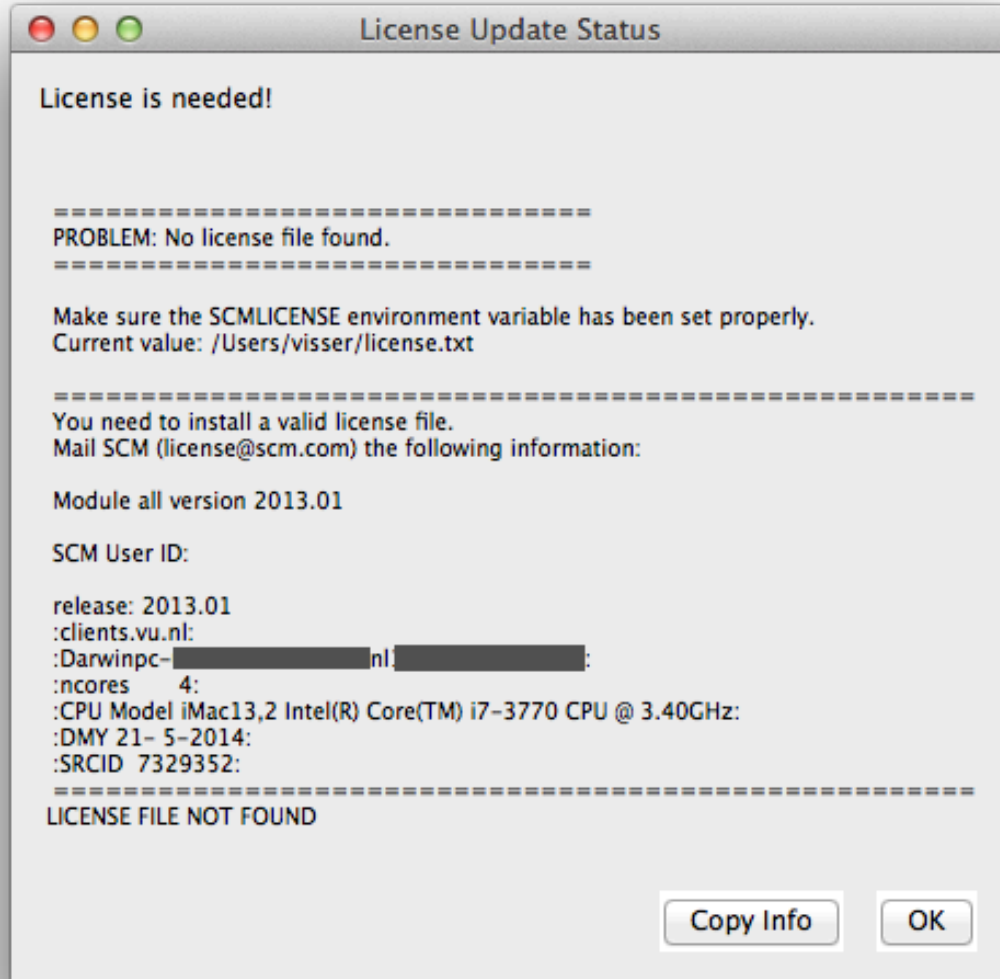 License Update Status
License is needed!
================================
PROBLEM: No license file found.
================================
Make sure the SCMLICENSE environment variable has been set properly.
Current value: /Users/visser/license.txt
=======================================================
You need to install a valid license file.
Mail SCM (license@scm.com) the following information:
Module all version 2013.01
SCM User ID:
release: 2013.01
:clients.vu.nl:
:Darwinpc- nl: :
:ncores 4:
:CPU Model iMac13,2 Intel(R) Core(TM) i7-3770 CPU @ 3.40GHz:
:DMY 21- 5-2014:
:SRCID 7329352:
=======================================================
LICENSE FILE NOT FOUND
Copy Info OK